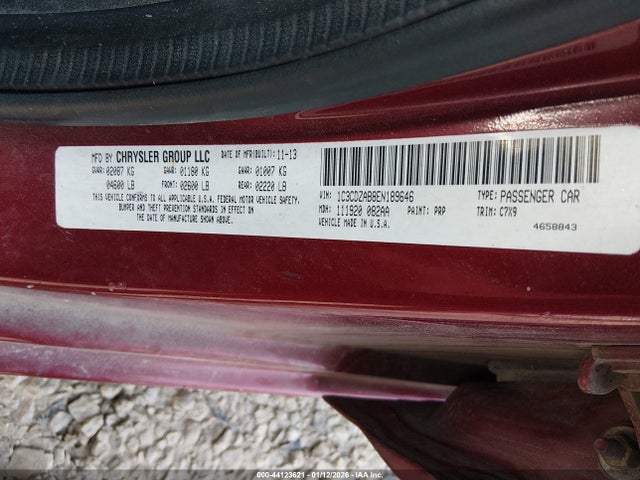 MFD BY CHRYSLER GROUP LLC DATE OF MFR(BUILT): 11-13
GVWR: 02087 KG GAWR: 01180 KG GAWR: 01007 KG
04600 LB FRONT: 02600 LB REAR: 02220 LB
THIS VEHICLE CONFORMS TO ALL APPLICABLE U.S.A. FEDERAL MOTOR VEHICLE SAFETY,
BUMPER AND THEFT PREVENTION STANDARDS IN EFFECT ON
THE DATE OF MANUFACTURE SHOWN ABOVE.
VIN: 1C3CDZAB8EN189646 TYPE: PASSENGER CAR
MDH: 111920 082AA PAINT: PRP TRIM: C7X9
VEHICLE MADE IN U.S.A.
4658043
000-44123621 - 01/12/2026 - IAAI.COM